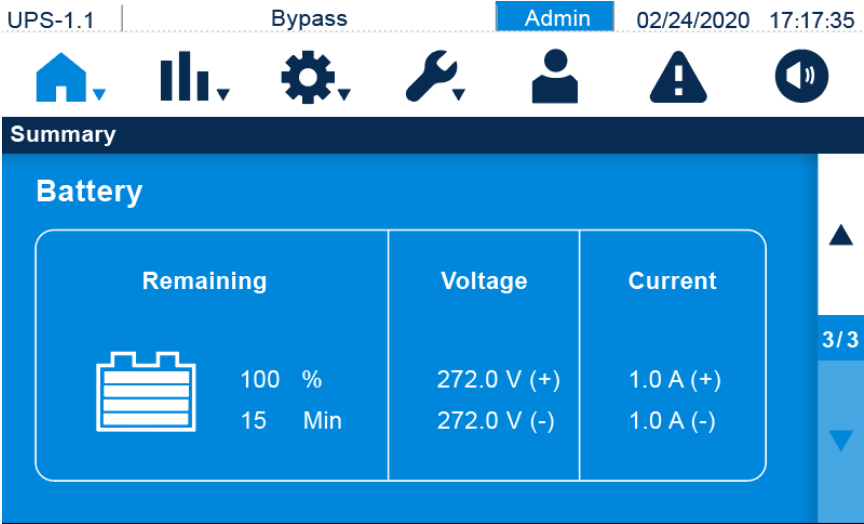 UPS-1.1 Bypass Admin 02/24/2020 17:17:35
Summary
Battery
Remaining Voltage Current
3/3
100 % 272.0 V (+) 1.0 A (+)
15 Min 272.0 V (-) 1.0 A (-)